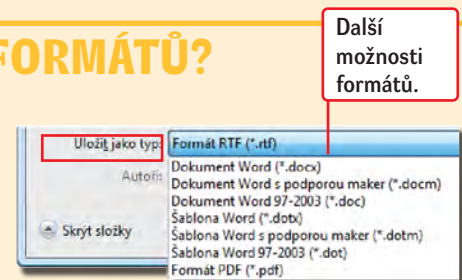 FORMÁTŮ?
Další
možnosti
formátů.
Uložit jako typ: Formát RTF (*.rtf)
Autoři:
Dokument Word (*.docx)
Dokument Word s podporou maker (*.docm)
Dokument Word 97-2003 (*.doc)
Šablona Word (*.dotx)
Šablona Word s podporou maker (*.dotm)
Šablona Word 97-2003 (*.dot)
Formát PDF (*.pdf)
Skrýt složky